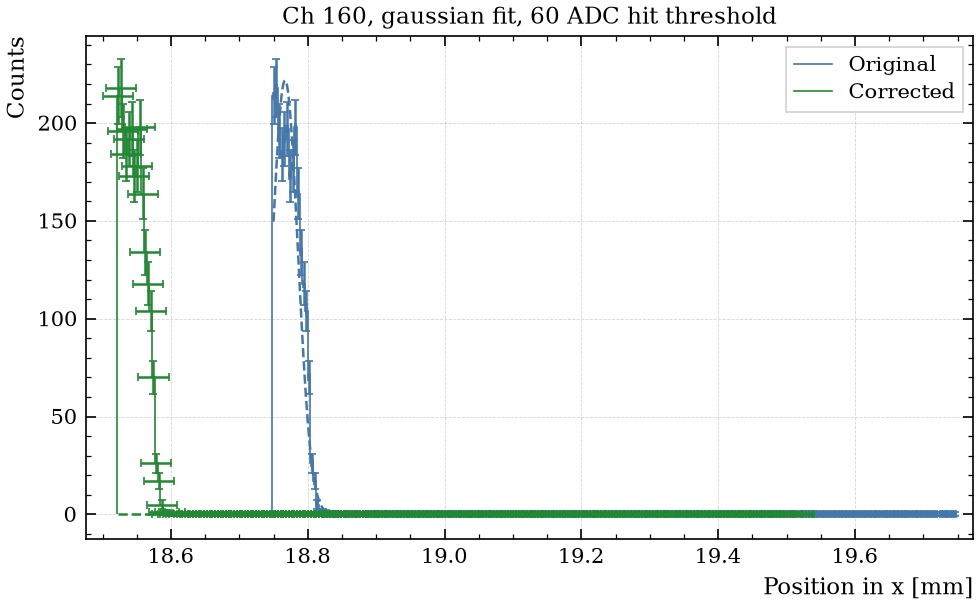 Ch 160, gaussian fit, 60 ADC hit threshold
Counts
Original
Corrected
200
150
100
50
0
18.6 18.8 19.0 19.2 19.4 19.6
Position in x [mm]